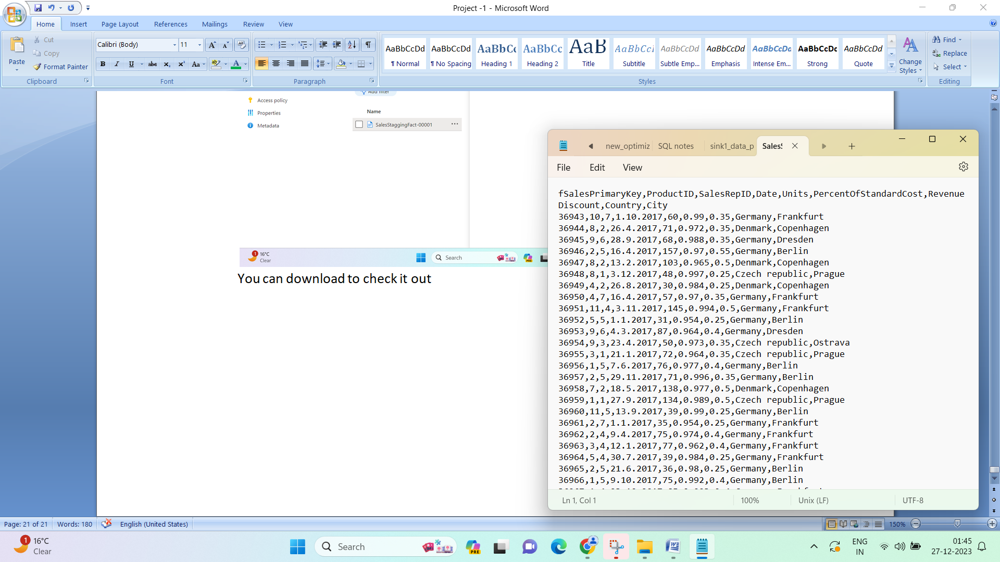 Project -1 - Microsoft Word
Home Insert Page Layout References Mailings Review View
Paste
Cut
Copy
Format Painter
Clipboard
Calibri (Body) 11
Font
Paragraph
AaBbCcDd AaBbCcDd AaBbCc AaBbCc AaB AaBbCcl AaBbCcDd AaBbCcDd AaBbCcDd AaBbCcDd AaBbCcDd
¶ Normal ¶ No Spacing Heading 1 Heading 2 Title Subtitle Subtle Emp... Emphasis Intense Em... Strong Quote
Styles
Change
Styles
Find
Replace
Select
Editing
Access policy
Properties
Metadata
Add filter
Name
SalesStaggingFact-00001
16°C
Clear
Search
You can download to check it out
new_optimiz SQL notes sink1_data_p SalesS
File Edit View
fSalesPrimaryKey,ProductID,SalesRepID,Date,Units,PercentOfStandardCost,Revenue
Discount,Country,City
36943,10,7,1.10.2017,60,0.99,0.35,Germany,Frankfurt
36944,8,2,26.4.2017,71,0.972,0.35,Denmark,Copenhagen
36945,9,6,28.9.2017,68,0.988,0.35,Germany,Dresden
36946,2,5,16.4.2017,157,0.97,0.55,Germany,Berlin
36947,8,2,13.2.2017,103,0.965,0.5,Denmark,Copenhagen
36948,8,1,3.12.2017,48,0.997,0.25,Czech republic,Prague
36949,4,2,26.8.2017,30,0.984,0.25,Denmark,Copenhagen
36950,4,7,16.4.2017,57,0.97,0.35,Germany,Frankfurt
36951,11,4,3.11.2017,145,0.994,0.5,Germany,Frankfurt
36952,5,5,1.1.2017,31,0.954,0.25,Germany,Berlin
36953,9,6,4.3.2017,87,0.964,0.4,Germany,Dresden
36954,9,3,23.4.2017,50,0.973,0.35,Czech republic,Ostrava
36955,3,1,21.1.2017,72,0.964,0.35,Czech republic,Prague
36956,1,5,7.6.2017,76,0.977,0.4,Germany,Berlin
36957,2,5,29.11.2017,71,0.996,0.35,Germany,Berlin
36958,7,2,18.5.2017,138,0.977,0.5,Denmark,Copenhagen
36959,1,1,27.9.2017,134,0.989,0.5,Czech republic,Prague
36960,11,5,13.9.2017,39,0.99,0.25,Germany,Berlin
36961,2,7,1.1.2017,35,0.954,0.25,Germany,Frankfurt
36962,2,4,9.4.2017,75,0.974,0.4,Germany,Frankfurt
36963,3,4,12.1.2017,77,0.962,0.4,Germany,Frankfurt
36964,5,4,30.7.2017,39,0.984,0.25,Germany,Frankfurt
36965,2,5,21.6.2017,36,0.98,0.25,Germany,Berlin
36966,1,5,9.10.2017,75,0.992,0.4,Germany,Berlin
Ln 1, Col 1 100% Unix (LF) UTF-8
Page: 21 of 21 Words: 180 English (United States) 150%
1 16°C
Clear
Search
PRE
ENG
IN
01:45
27-12-2023